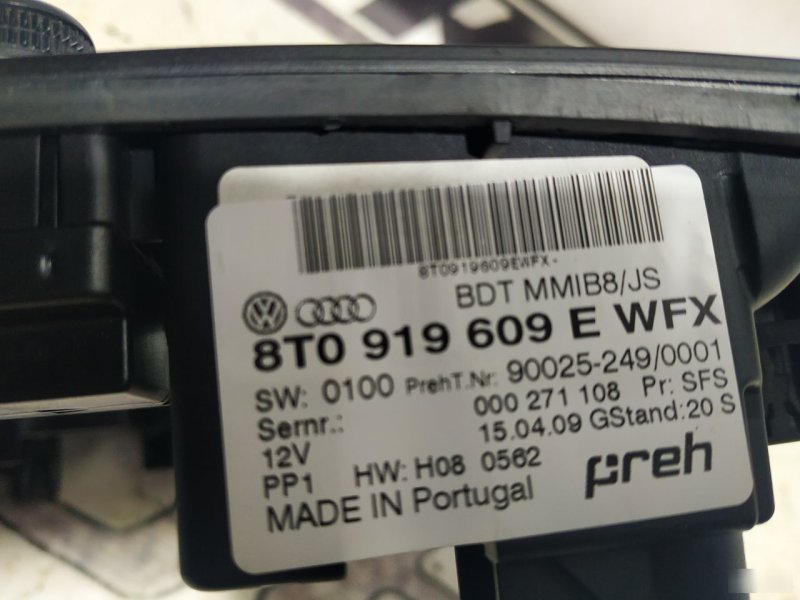 8T0919609EWFX-
BDT MMIB8/JS
8T0 919 609 E WFX
SW: 0100 PrehT.Nr: 90025-249/0001
Sernr.: 000 271 108 Pr: SFS
12V 15.04.09 GStand:20 S
PP1 HW: H08 0562
MADE IN Portugal
preh